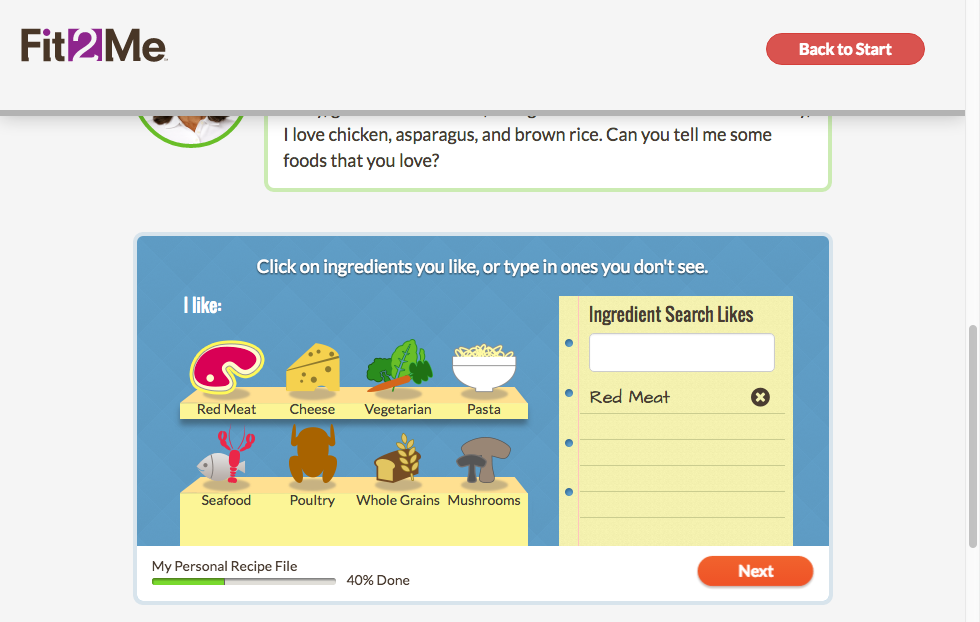 Fit2Me
Back to Start
I love chicken, asparagus, and brown rice. Can you tell me some
foods that you love?
Click on ingredients you like, or type in ones you don't see.
I like:
Ingredient Search Likes
Red Meat
Red Meat Cheese Vegetarian Pasta
Seafood Poultry Whole Grains Mushrooms
My Personal Recipe File
40% Done
Next